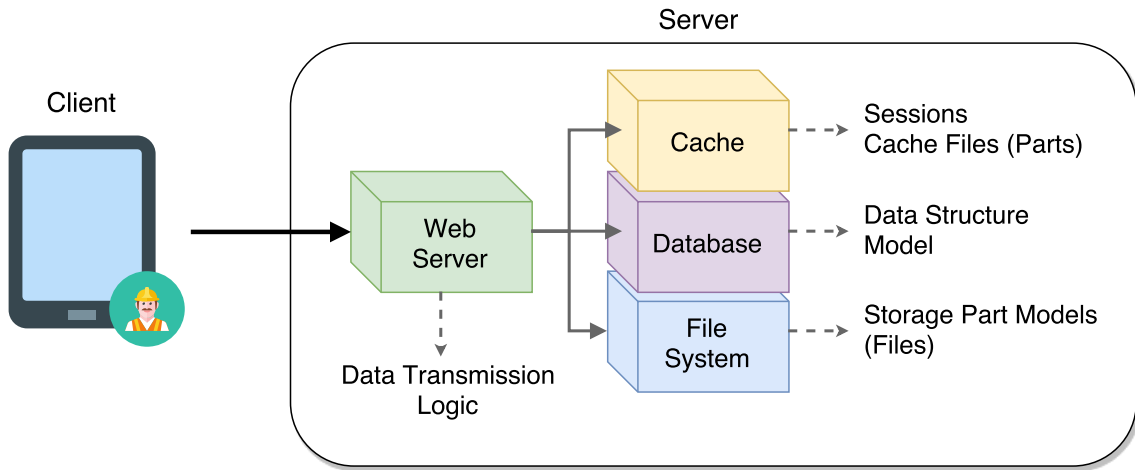 Server
Client
Cache
Sessions
Cache Files (Parts)
Web
Server
Database
Data Structure
Model
File
System
Storage Part Models
(Files)
Data Transmission
Logic